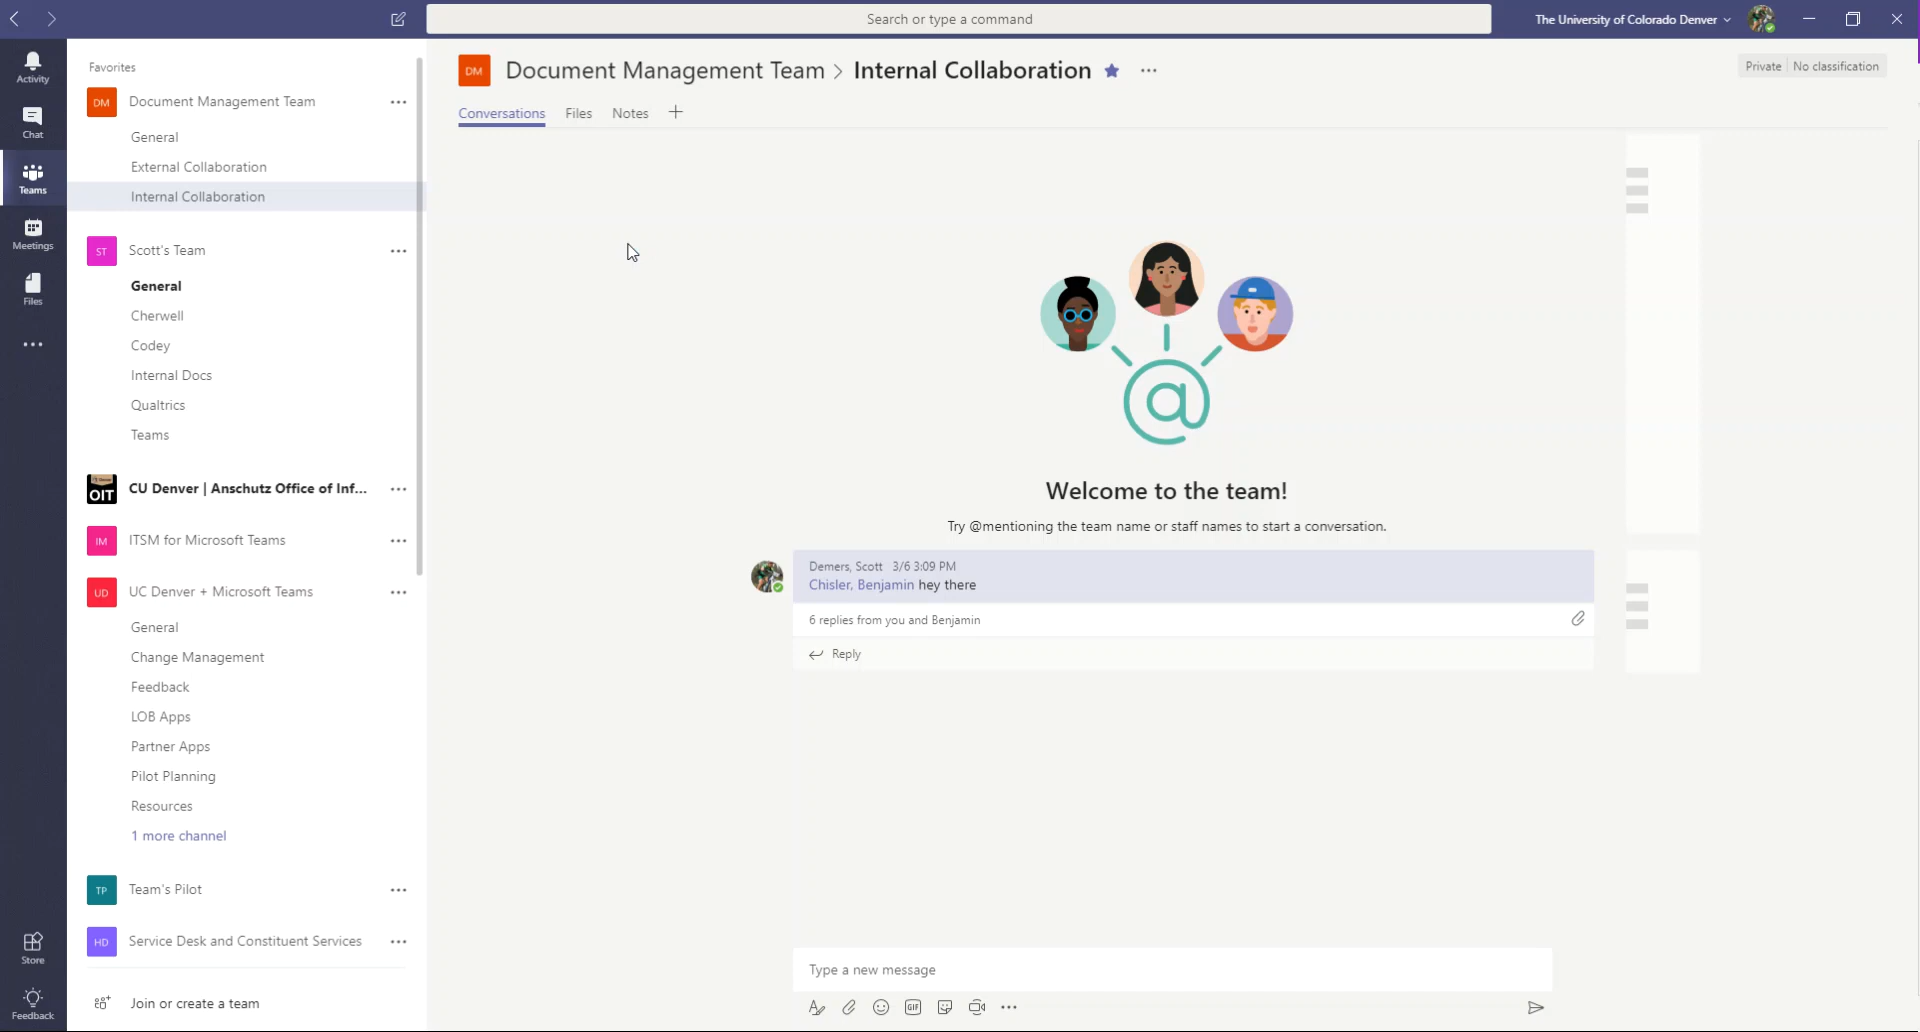 Search or type a command
The University of Colorado Denver
Activity
Chat
Teams
Meetings
Files
Store
Feedback
Favorites
DM Document Management Team
General
External Collaboration
Internal Collaboration
ST Scott's Team
General
Cherwell
Codey
Internal Docs
Qualtrics
Teams
OIT CU Denver | Anschutz Office of Inf...
IM ITSM for Microsoft Teams
UD UC Denver + Microsoft Teams
General
Change Management
Feedback
LOB Apps
Partner Apps
Pilot Planning
Resources
1 more channel
TP Team's Pilot
HD Service Desk and Constituent Services
Join or create a team
DM Document Management Team > Internal Collaboration
Private | No classification
Conversations Files Notes +
@
Welcome to the team!
Try @mentioning the team name or staff names to start a conversation.
Demers, Scott 3/6 3:09 PM
Chisler, Benjamin hey there
6 replies from you and Benjamin
Reply
Type a new message
GIF